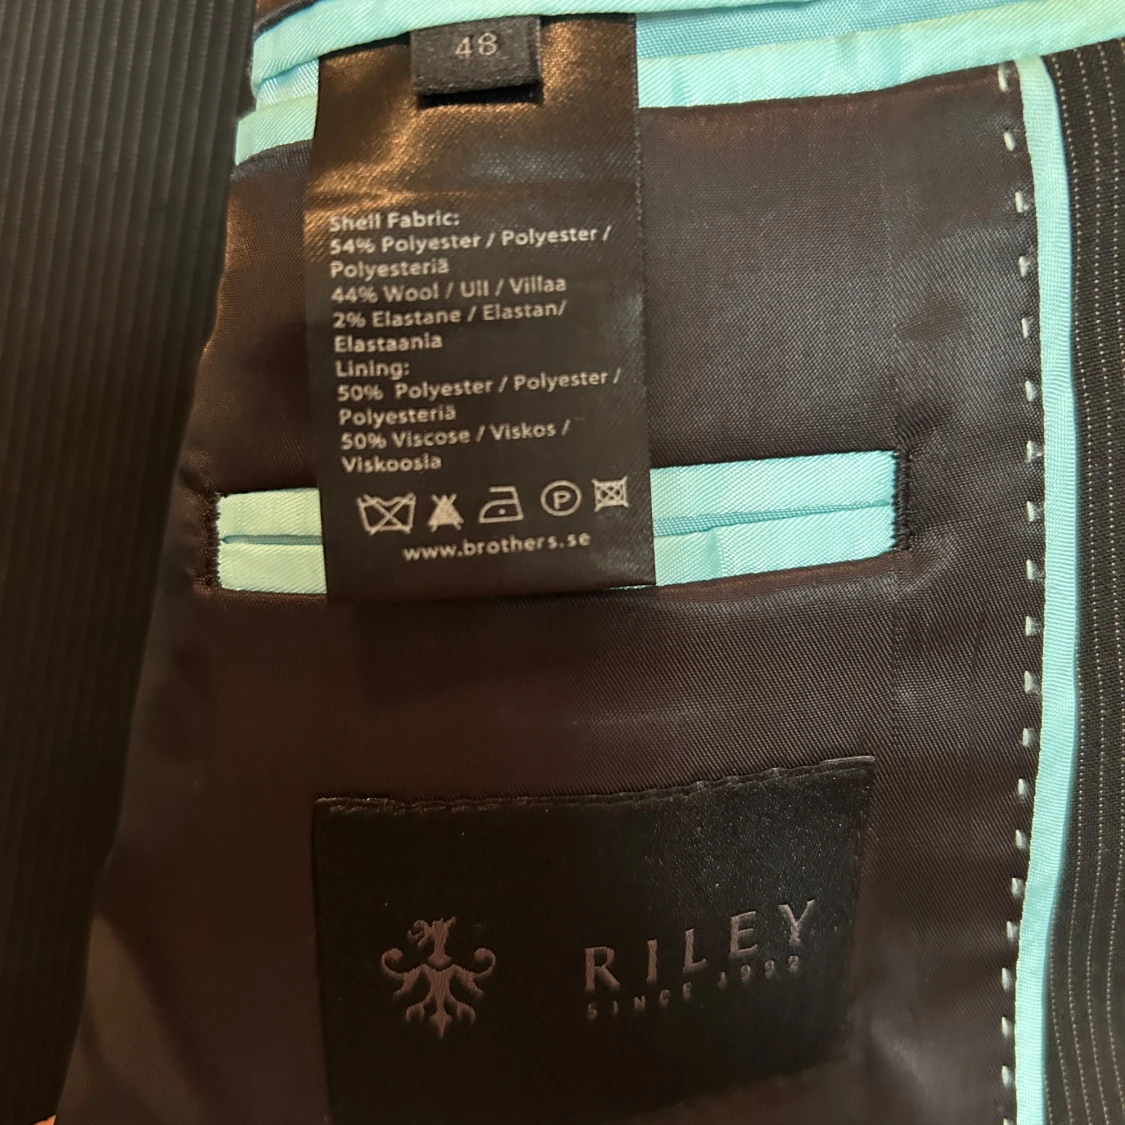 48
Shell Fabric:
54% Polyester / Polyester /
Polyesteriä
44% Wool / Ull / Villaa
2% Elastane / Elastan/
Elastaania
Lining:
50% Polyester / Polyester /
Polyesteriä
50% Viscose / Viskos /
Viskoosia
P
www.brothers.se
RILEY
SINCE